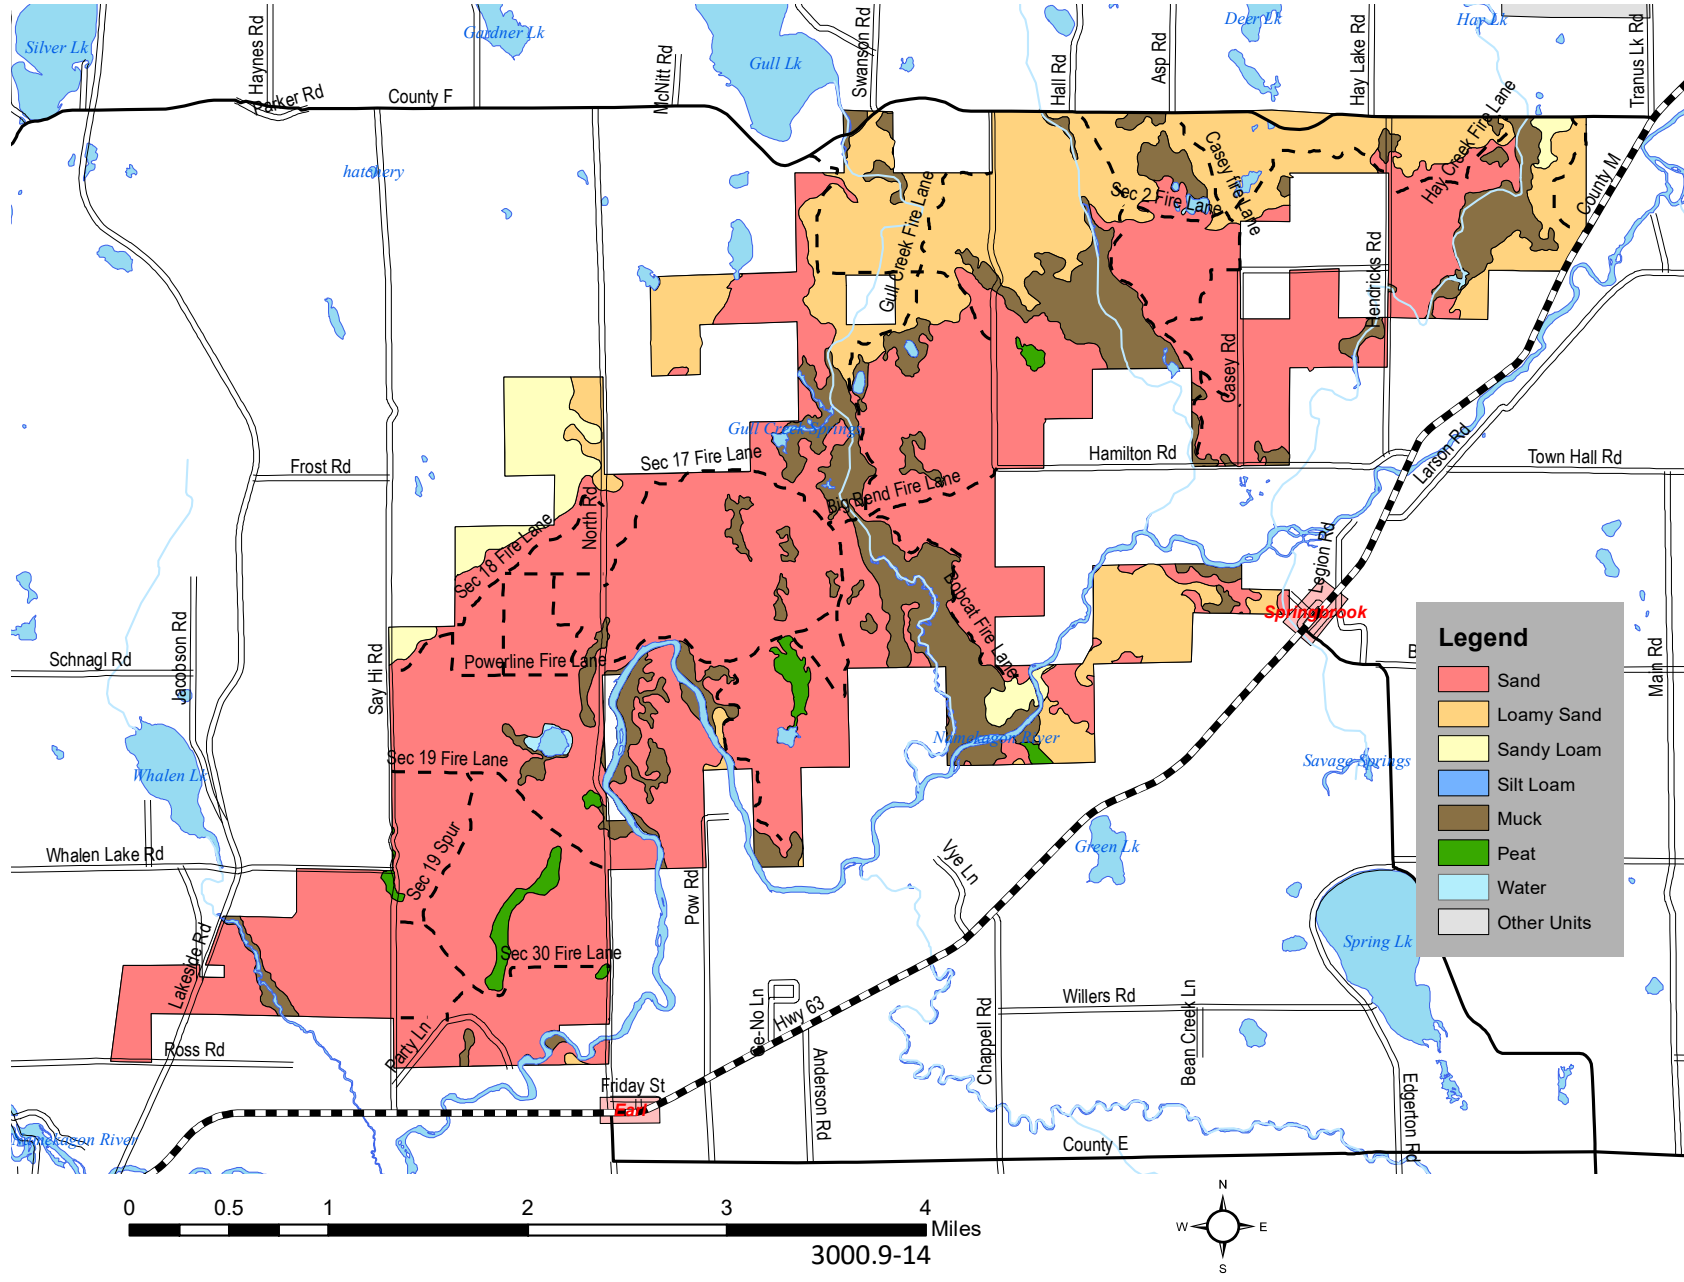 Silver Lk
Haynes Rd
Gardner Lk
McNitt Rd
Gull Lk
Swanson Rd
Hall Rd
Asp Rd
Deer Lk
Hay Lake Rd
Hay Lk
Tranus Lk Rd
Parker Rd
County F
hatchery
Gull Creek Fire Lane
Sec 2 Fire Lane
Casey fire Lane
Hay Creek Fire Lane
County M
Hendricks Rd
Casey Rd
Gull Creek Springs
Frost Rd
Sec 17 Fire Lane
Hamilton Rd
Larson Rd
Town Hall Rd
North Rd
Big Bend Fire Lane
Sec 18 Fire Lane
Bobcat Fire Lane
Legion Rd
Springbrook
Jacobson Rd
Schnagl Rd
Say Hi Rd
Powerline Fire Lane
B
Main Rd
Legend
Sand
Loamy Sand
Sandy Loam
Silt Loam
Muck
Peat
Water
Other Units
Namekagon River
Whalen Lk
Sec 19 Fire Lane
Savage Springs
Whalen Lake Rd
Sec 19 Spur
Vye Ln
Green Lk
Pow Rd
Lakeside Rd
Sec 30 Fire Lane
Spring Lk
Ge-No Ln
Hwy 63
Chappell Rd
Willers Rd
Bean Creek Ln
Ross Rd
Party Ln
Friday St
Earl
Anderson Rd
Edgerton Rd
Namekagon River
County E
0 0.5 1 2 3 4
Miles
3000.9-14
N
W E
S